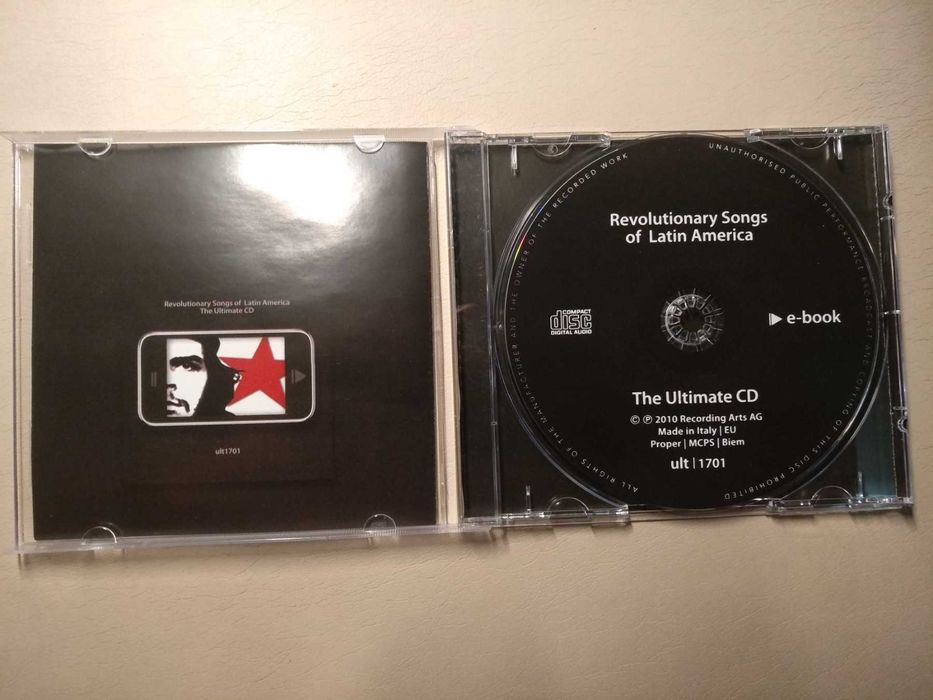 Revolutionary Songs of Latin America
The Ultimate CD
ult1701
ALL RIGHTS OF THE MANUFACTURER AND THE OWNER OF THE RECORDED WORK
UNAUTHORISED PUBLIC PERFORMANCE BROADCAST AND COPYING OF THIS DISC PROHIBITED
Revolutionary Songs
of Latin America
COMPACT
disc
DIGITAL AUDIO
e-book
The Ultimate CD
© ℗ 2010 Recording Arts AG
Made in Italy | EU
Proper | MCPS | Biem
ult | 1701